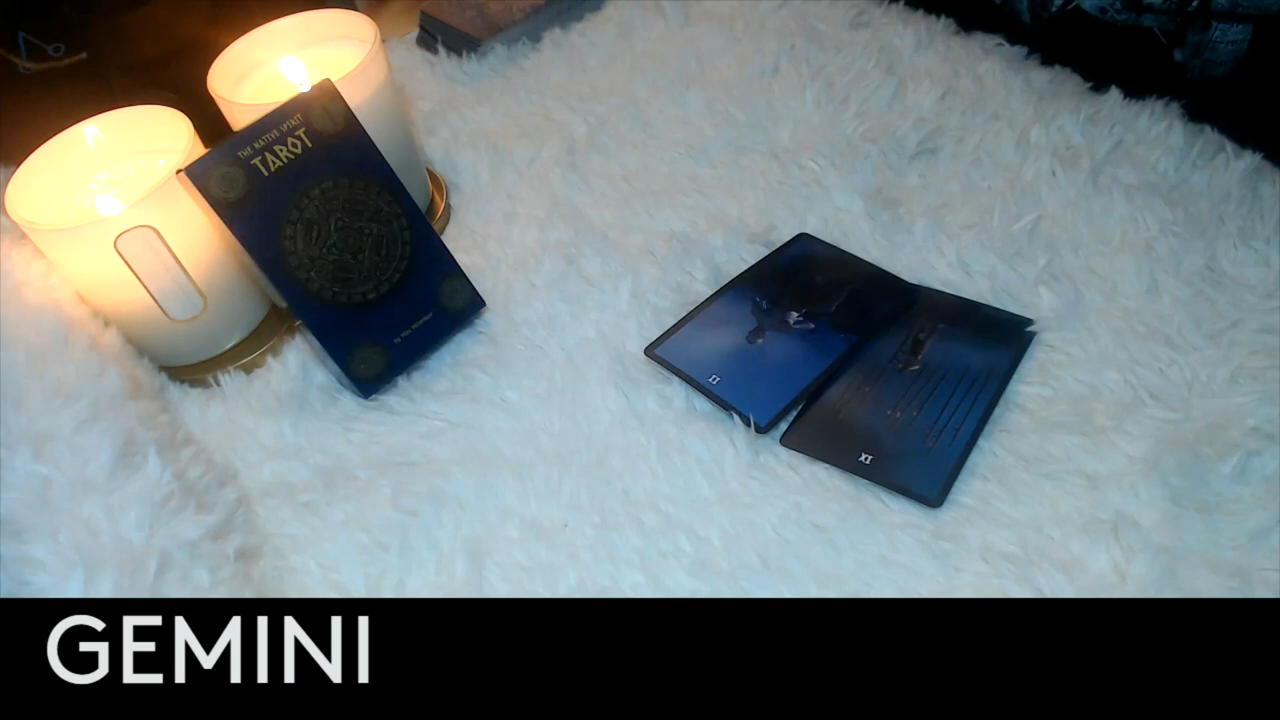 THE NATIVE SPIRIT
TAROT
II
XI
GEMINI